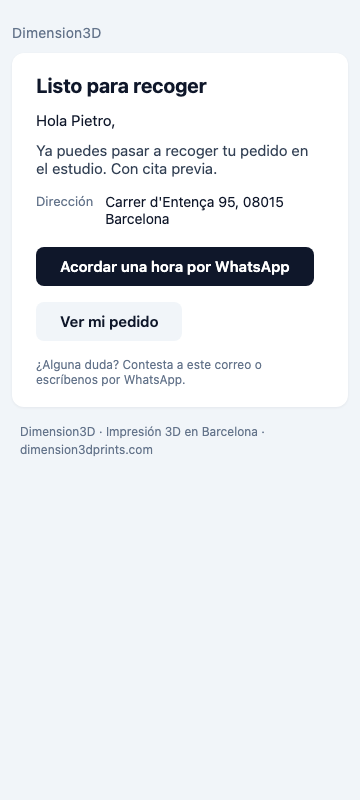 Dimension3D
Listo para recoger
Hola Pietro,
Ya puedes pasar a recoger tu pedido en
el estudio. Con cita previa.
Dirección Carrer d'Entença 95, 08015
Barcelona
Acordar una hora por WhatsApp
Ver mi pedido
¿Alguna duda? Contesta a este correo o
escríbenos por WhatsApp.
Dimension3D · Impresión 3D en Barcelona ·
dimension3dprints.com